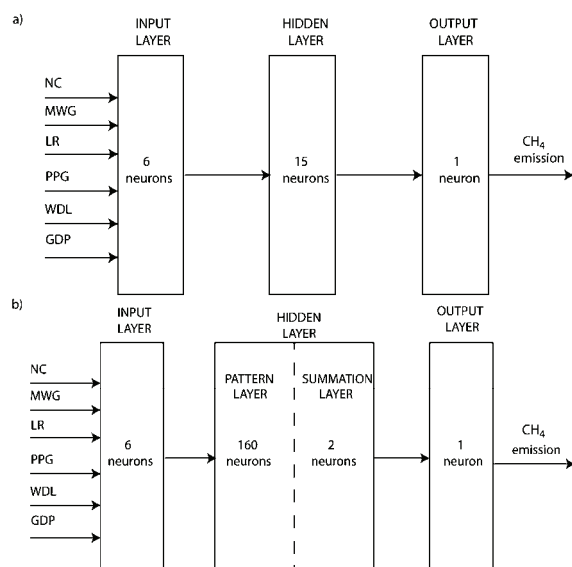 a)
INPUT
LAYER
HIDDEN
LAYER
OUTPUT
LAYER
NC
MWG
LR
PPG
WDL
GDP
6
neurons
15
neurons
1
neuron
CH4
emission
b)
INPUT
LAYER
HIDDEN
LAYER
OUTPUT
LAYER
NC
MWG
LR
PPG
WDL
GDP
6
neurons
PATTERN
LAYER
160
neurons
SUMMATION
LAYER
2
neurons
1
neuron
CH4
emission